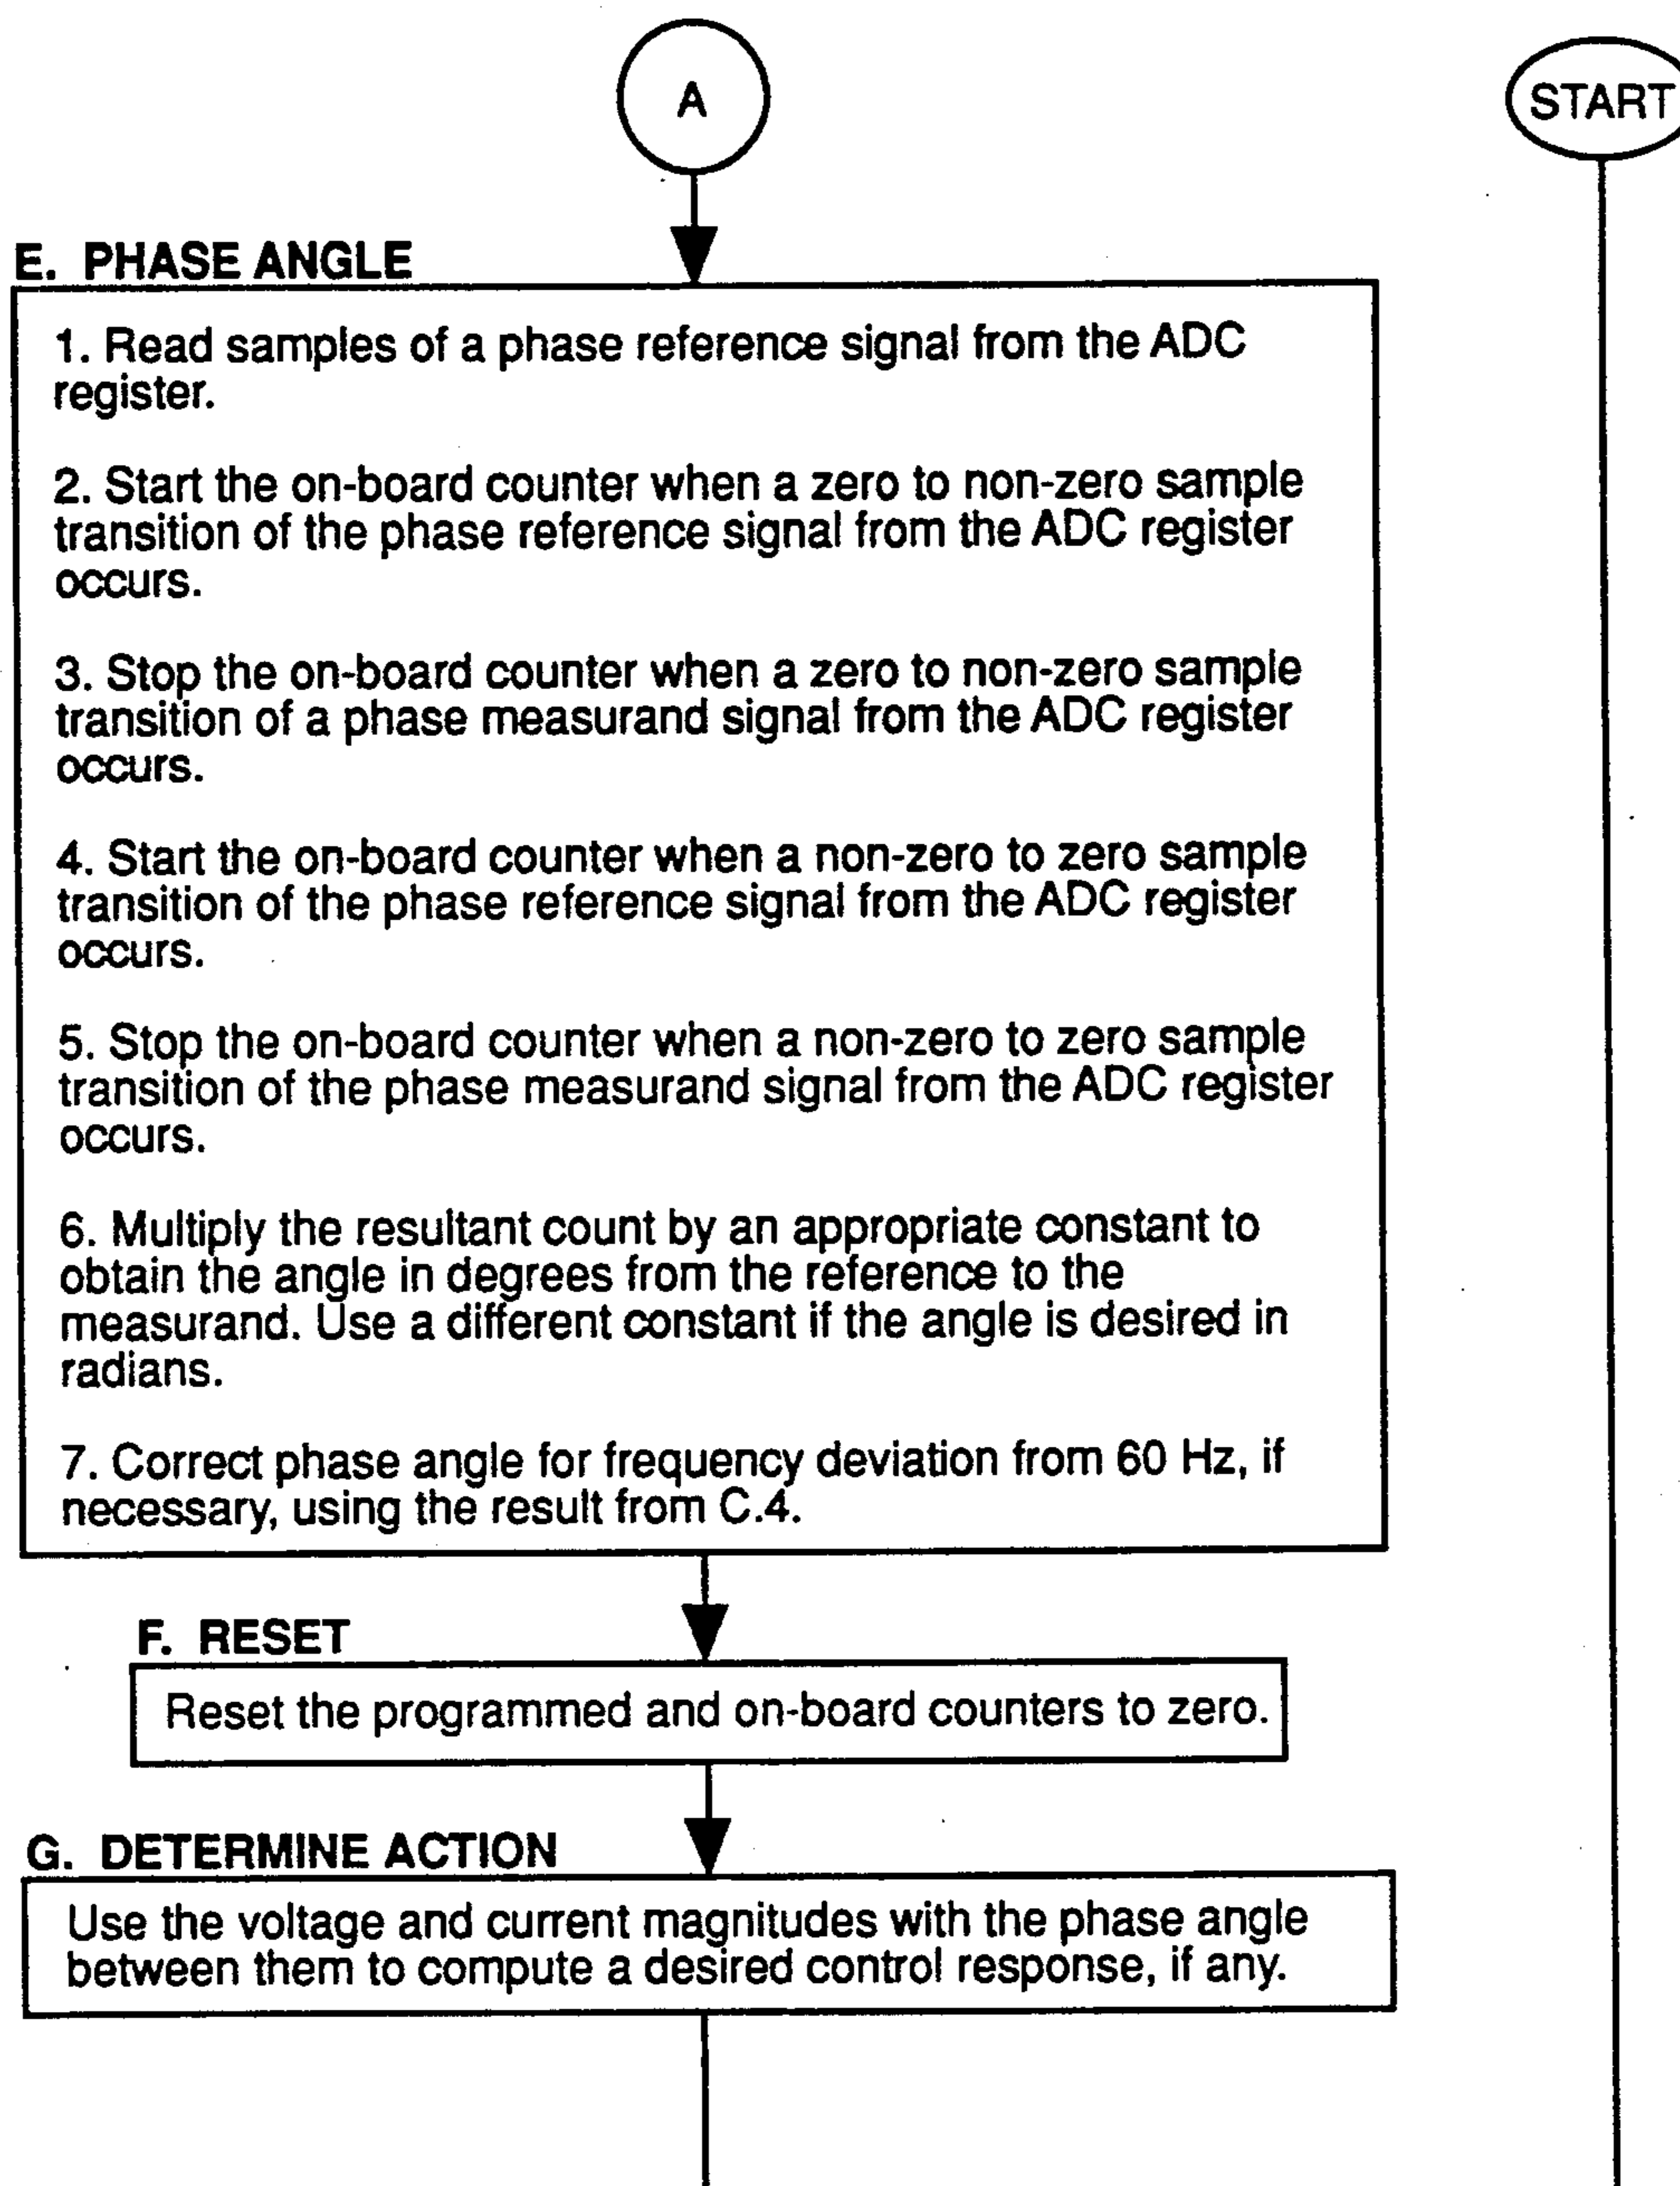 A
START
E. PHASE ANGLE
1. Read samples of a phase reference signal from the ADC
register.
2. Start the on-board counter when a zero to non-zero sample
transition of the phase reference signal from the ADC register
occurs.
3. Stop the on-board counter when a zero to non-zero sample
transition of a phase measurand signal from the ADC register
occurs.
4. Start the on-board counter when a non-zero to zero sample
transition of the phase reference signal from the ADC register
occurs.
5. Stop the on-board counter when a non-zero to zero sample
transition of the phase measurand signal from the ADC register
occurs.
6. Multiply the resultant count by an appropriate constant to
obtain the angle in degrees from the reference to the
measurand. Use a different constant if the angle is desired in
radians.
7. Correct phase angle for frequency deviation from 60 Hz, if
necessary, using the result from C.4.
F. RESET
Reset the programmed and on-board counters to zero.
G. DETERMINE ACTION
Use the voltage and current magnitudes with the phase angle
between them to compute a desired control response, if any.